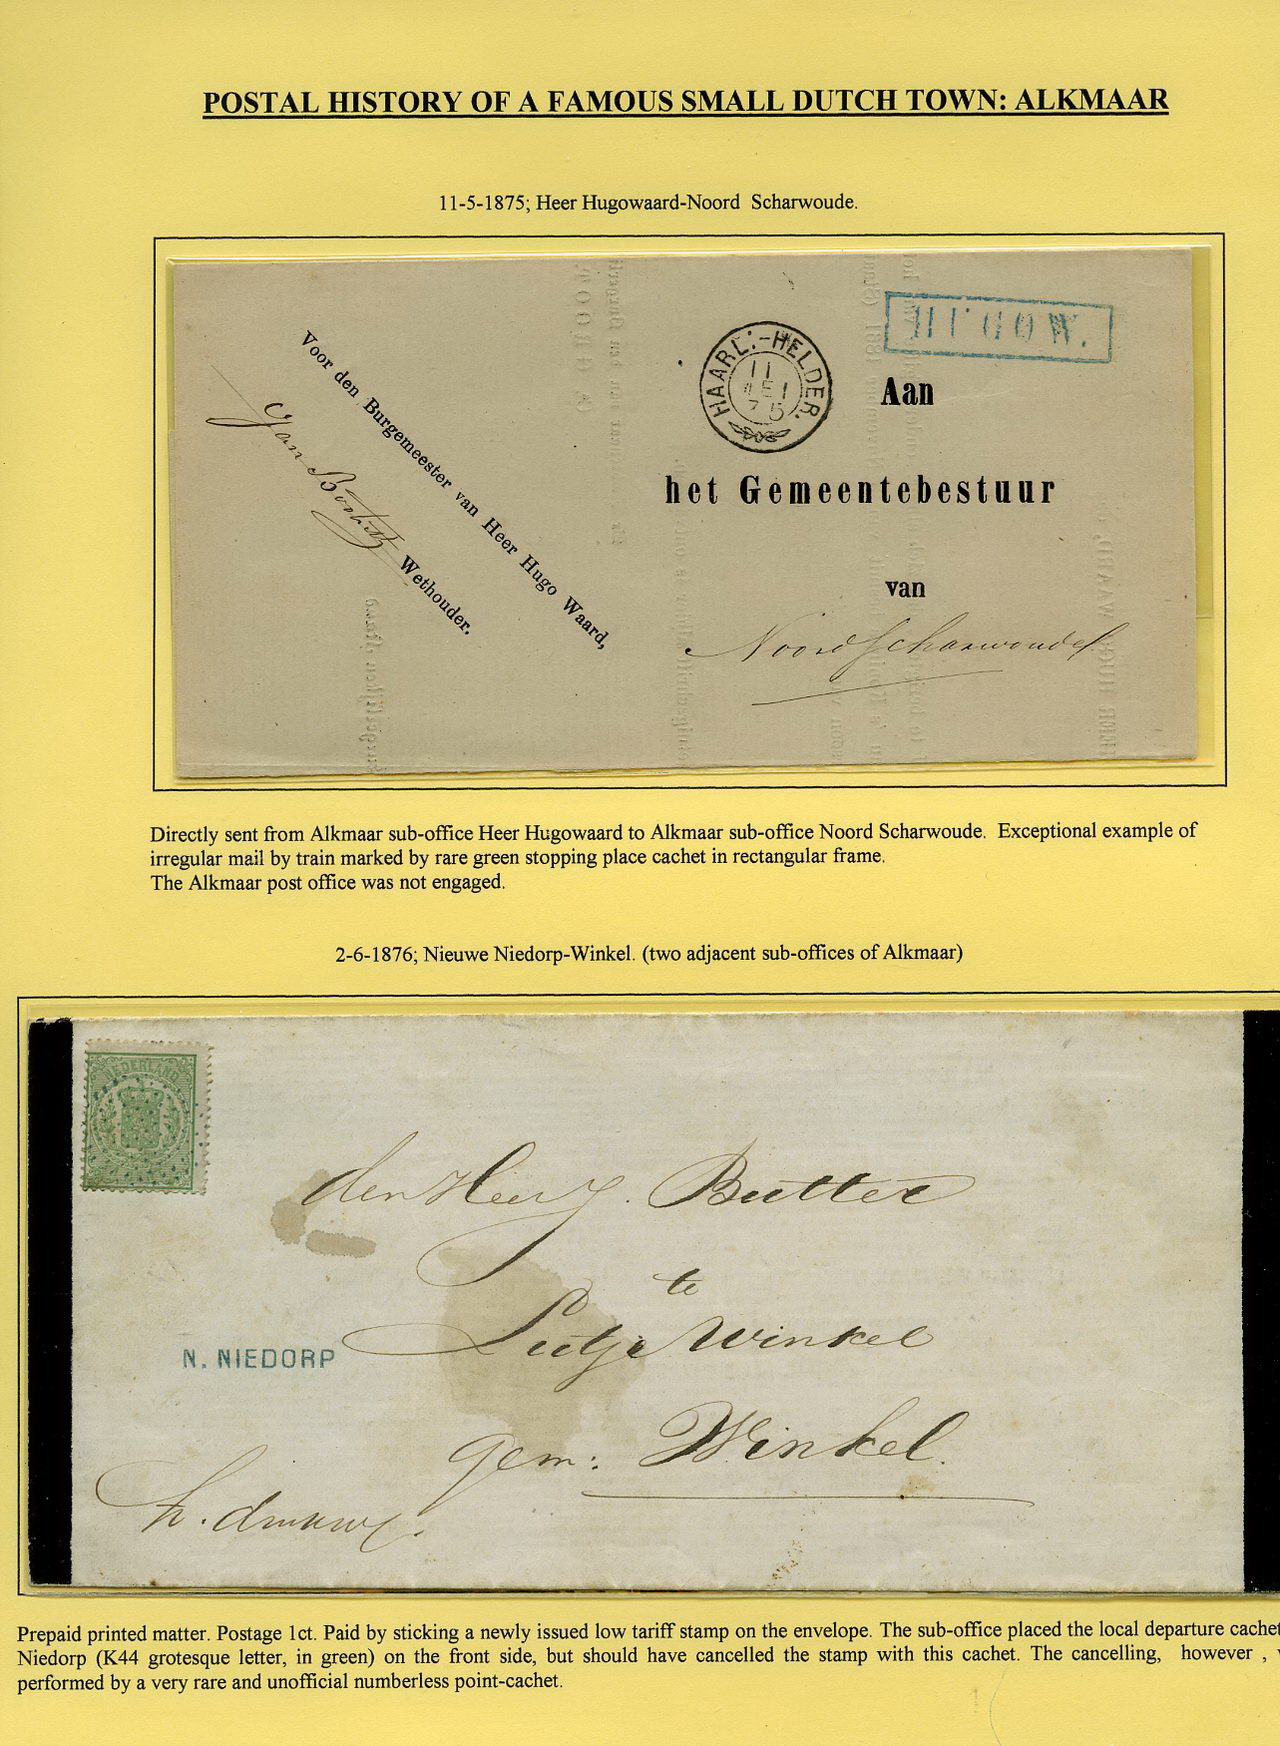 POSTAL HISTORY OF A FAMOUS SMALL DUTCH TOWN: ALKMAAR
11-5-1875; Heer Hugowaard-Noord Scharwoude.
HUGOW.
HAARL:-HELDER.
11
MEI
75
Voor den Burgemeester van Heer Hugo Waard,
Jan
Wethouder.
Aan
het Gemeentebestuur
van
Noordscharwoude
Directly sent from Alkmaar sub-office Heer Hugowaard to Alkmaar sub-office Noord Scharwoude. Exceptional example of
irregular mail by train marked by rare green stopping place cachet in rectangular frame.
The Alkmaar post office was not engaged.
2-6-1876; Nieuwe Niedorp-Winkel. (two adjacent sub-offices of Alkmaar)
NEDERLAND
den Heer J. Butter
te
Lutje Winkel
N. NIEDORP
gem: Winkel.
Prepaid printed matter. Postage 1ct. Paid by sticking a newly issued low tariff stamp on the envelope. The sub-office placed the local departure cachet
Niedorp (K44 grotesque letter, in green) on the front side, but should have cancelled the stamp with this cachet. The cancelling, however ,
performed by a very rare and unofficial numberless point-cachet.